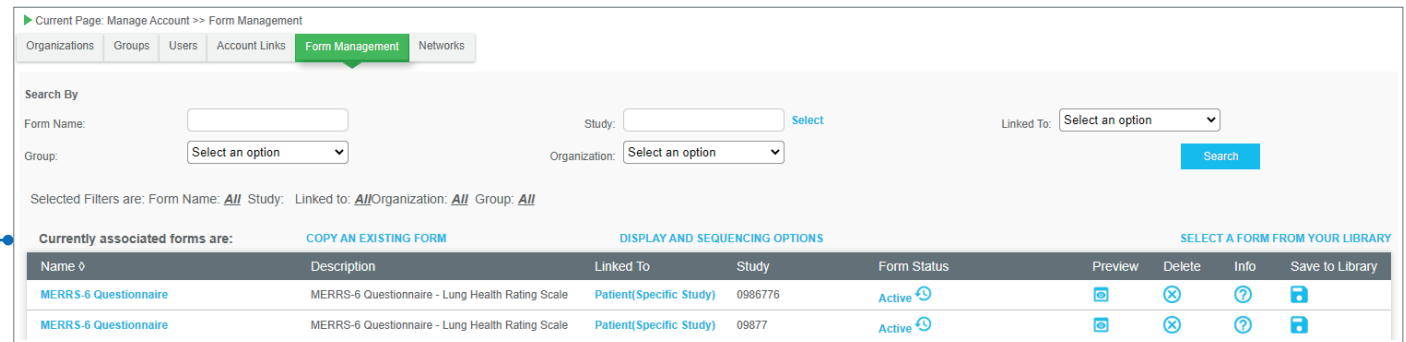 Current Page: Manage Account >> Form Management
Organizations Groups Users Account Links Form Management Networks
Search By
Form Name: Study: Select Linked To: Select an option
Group: Select an option Organization: Select an option Search
Selected Filters are: Form Name: All Study: Linked to: AllOrganization: All Group: All
Currently associated forms are: COPY AN EXISTING FORM DISPLAY AND SEQUENCING OPTIONS SELECT A FORM FROM YOUR LIBRARY
Name ◊ Description Linked To Study Form Status Preview Delete Info Save to Library
MERRS-6 Questionnaire MERRS-6 Questionnaire - Lung Health Rating Scale Patient(Specific Study) 0986776 Active
MERRS-6 Questionnaire MERRS-6 Questionnaire - Lung Health Rating Scale Patient(Specific Study) 09877 Active